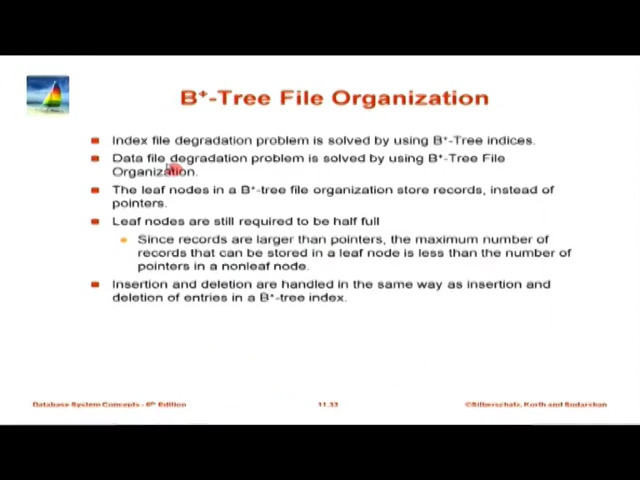 B+-Tree File Organization
Index file degradation problem is solved by using B+-Tree indices.
Data file degradation problem is solved by using B+-Tree File
Organization.
The leaf nodes in a B+-tree file organization store records, instead of
pointers.
Leaf nodes are still required to be half full
Since records are larger than pointers, the maximum number of
records that can be stored in a leaf node is less than the number of
pointers in a nonleaf node.
Insertion and deletion are handled in the same way as insertion and
deletion of entries in a B+-tree index.
Database System Concepts - 6th Edition
11.33
©Silberschatz, Korth and Sudarshan